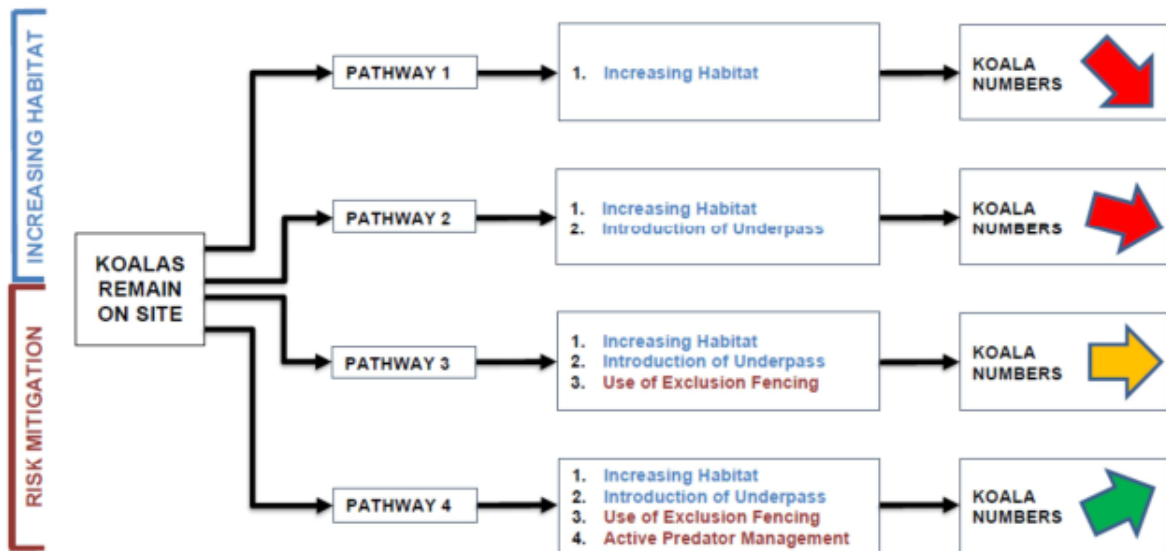 INCREASING HABITAT
RISK MITIGATION
KOALAS
REMAIN
ON SITE
PATHWAY 1
1. Increasing Habitat
KOALA
NUMBERS
PATHWAY 2
1. Increasing Habitat
2. Introduction of Underpass
KOALA
NUMBERS
PATHWAY 3
1. Increasing Habitat
2. Introduction of Underpass
3. Use of Exclusion Fencing
KOALA
NUMBERS
PATHWAY 4
1. Increasing Habitat
2. Introduction of Underpass
3. Use of Exclusion Fencing
4. Active Predator Management
KOALA
NUMBERS